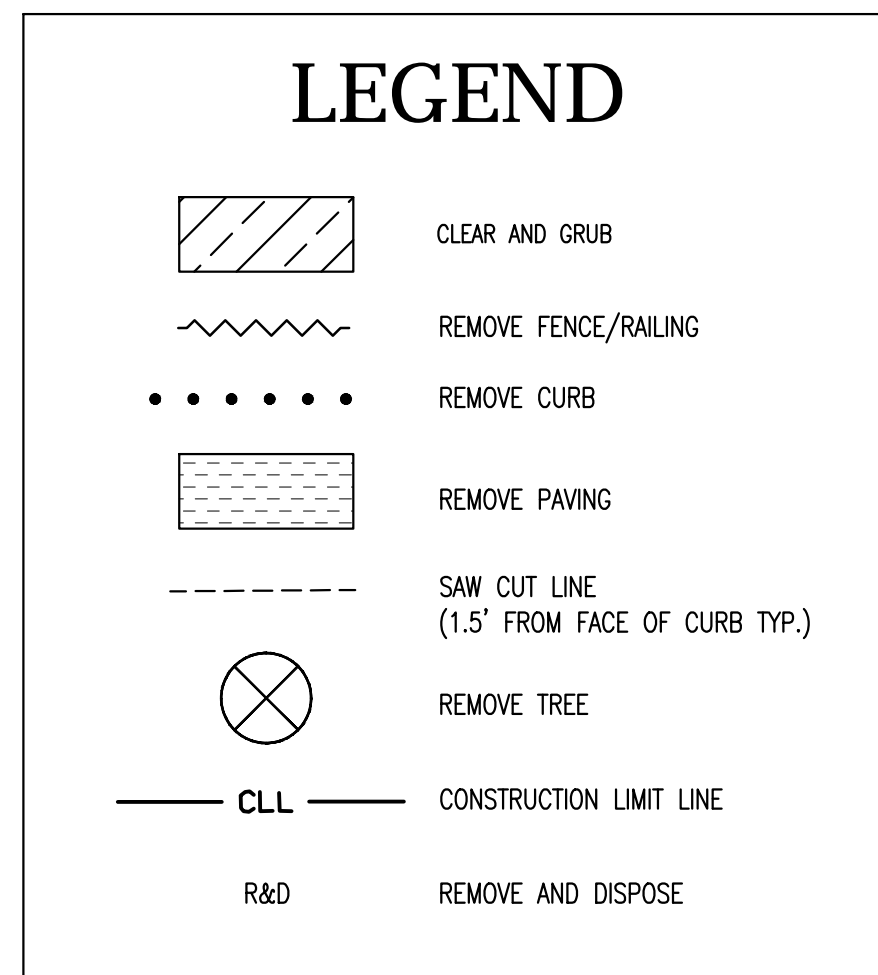 LEGEND
CLEAR AND GRUB
REMOVE FENCE/RAILING
REMOVE CURB
REMOVE PAVING
SAW CUT LINE
(1.5' FROM FACE OF CURB TYP.)
REMOVE TREE
CLL CONSTRUCTION LIMIT LINE
R&D REMOVE AND DISPOSE